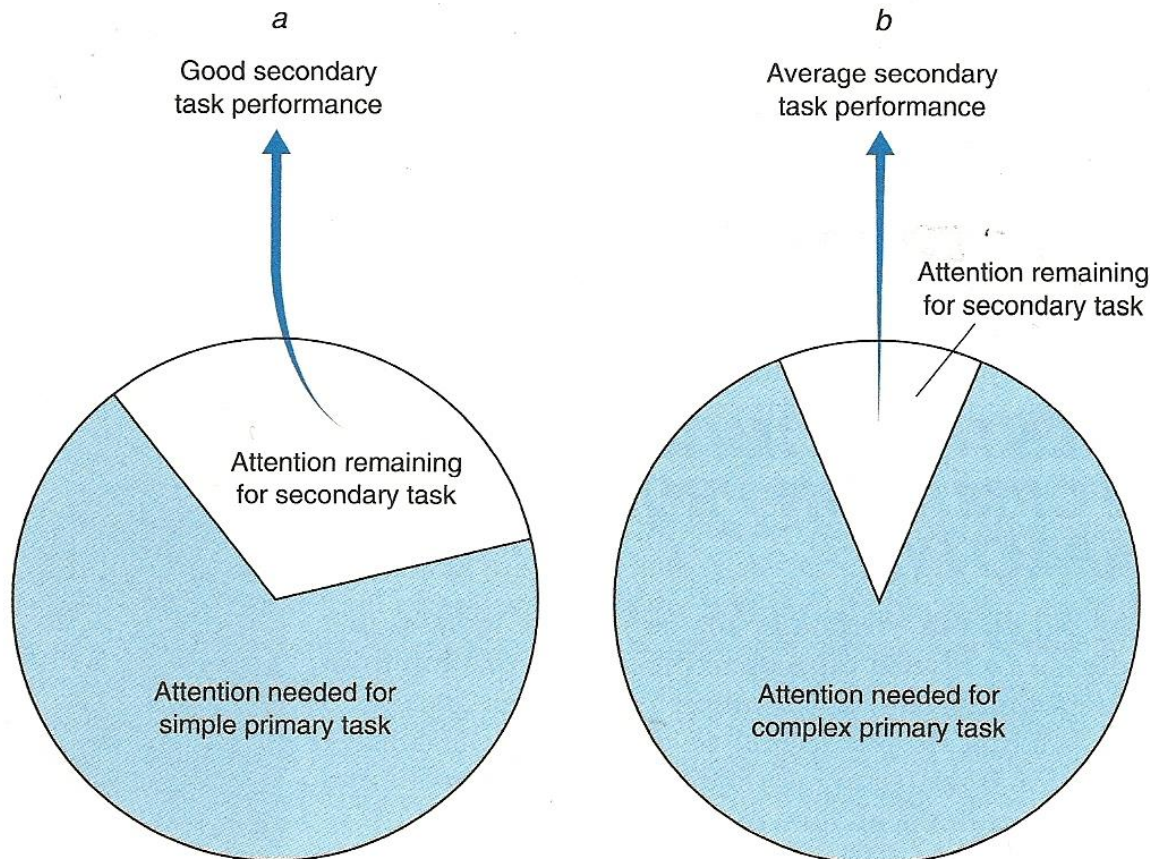 a
Good secondary
task performance
Attention remaining
for secondary task
Attention needed for
simple primary task
b
Average secondary
task performance
Attention remaining
for secondary task
Attention needed for
complex primary task